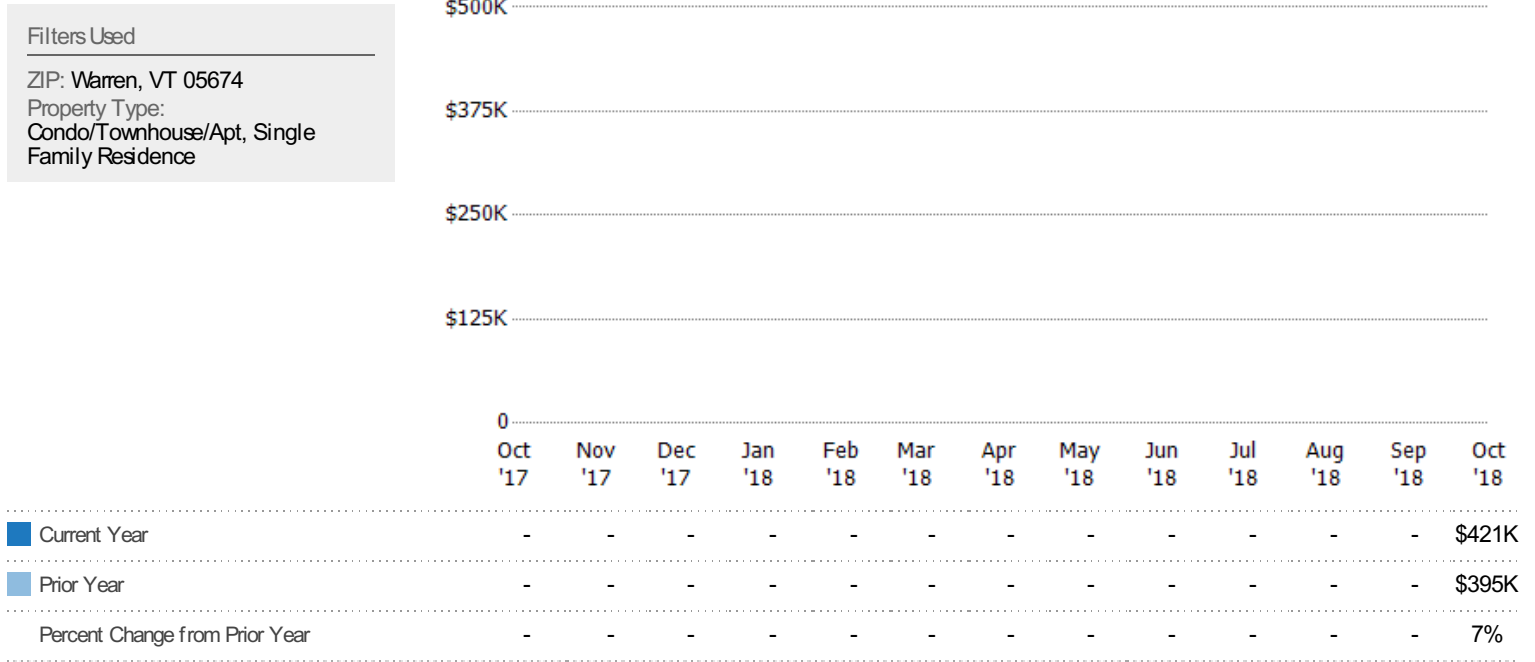 Filters Used
ZIP: Warren, VT 05674
Property Type:
Condo/Townhouse/Apt, Single
Family Residence
$500K
$375K
$250K
$125K
0
Oct Nov Dec Jan Feb Mar Apr May Jun Jul Aug Sep Oct
'17 '17 '17 '18 '18 '18 '18 '18 '18 '18 '18 '18 '18
Current Year - - - - - - - - - - - - $421K
Prior Year - - - - - - - - - - - - $395K
Percent Change from Prior Year - - - - - - - - - - - - 7%